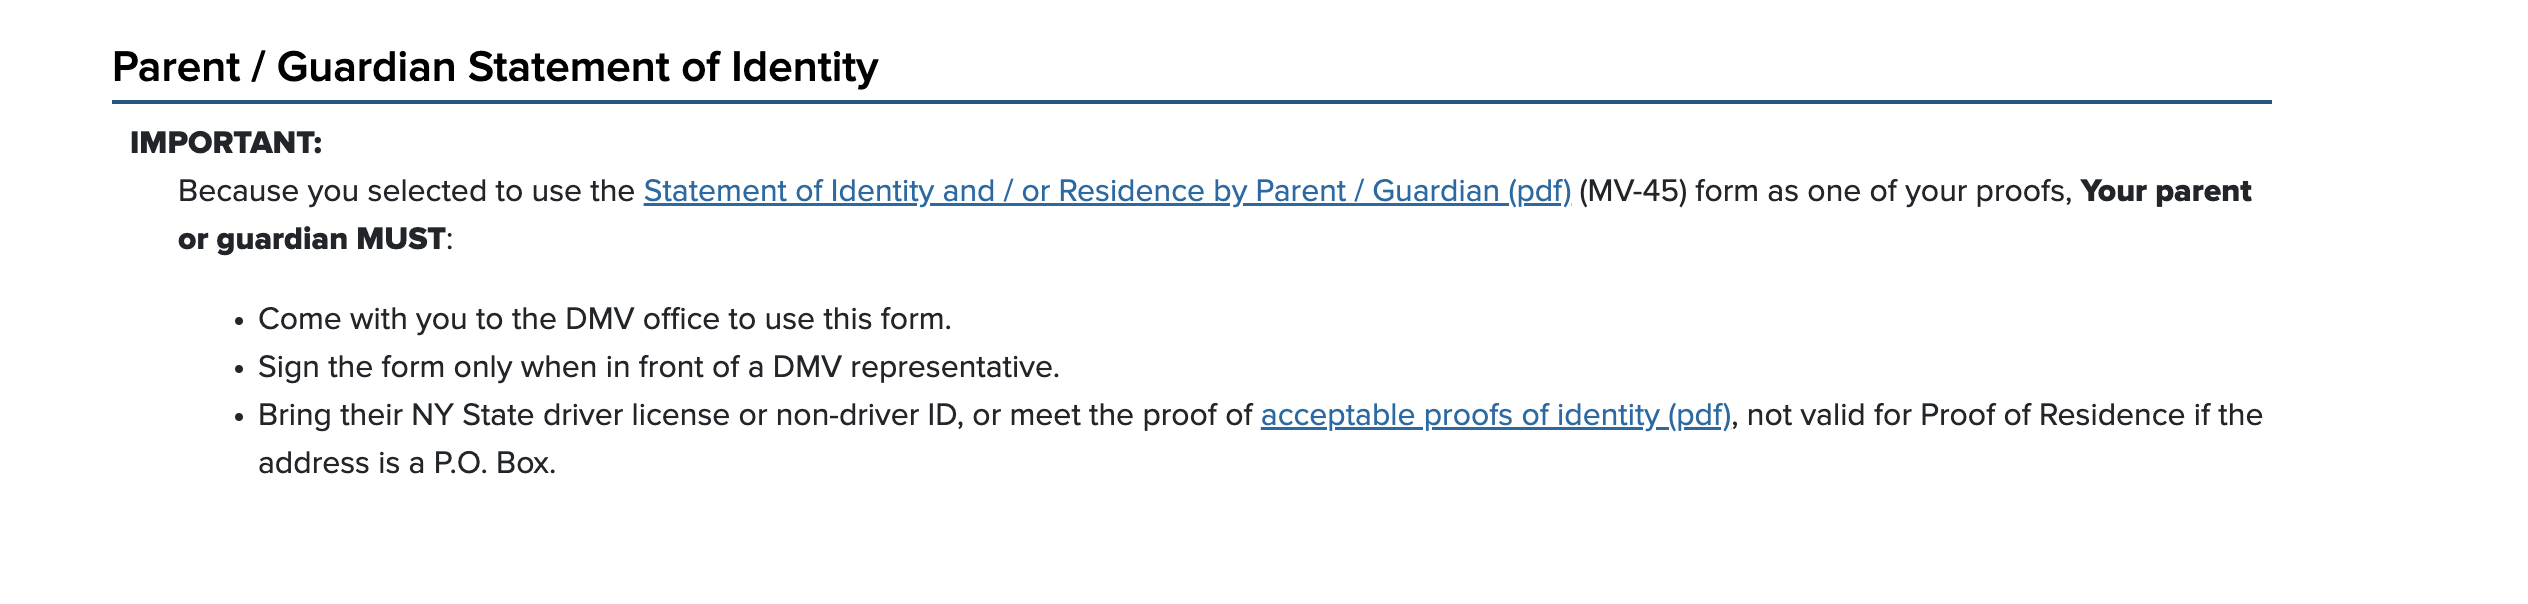 Parent / Guardian Statement of Identity
IMPORTANT:
Because you selected to use the Statement of Identity and / or Residence by Parent / Guardian (pdf) (MV-45) form as one of your proofs, Your parent
or guardian MUST:
• Come with you to the DMV office to use this form.
• Sign the form only when in front of a DMV representative.
• Bring their NY State driver license or non-driver ID, or meet the proof of acceptable proofs of identity (pdf), not valid for Proof of Residence if the
address is a P.O. Box.